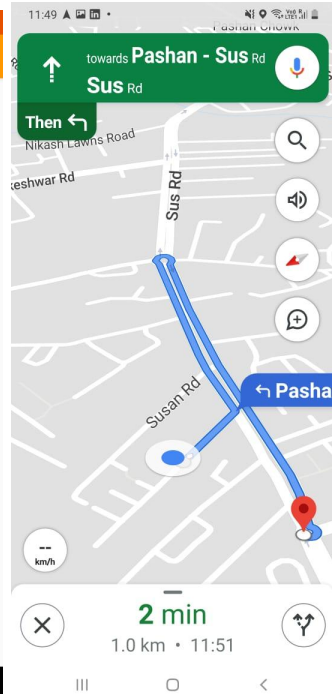 11:49
Pashan Chowk
towards Pashan - Sus Rd
Sus Rd
Then
Nikash Lawns Road
keshwar Rd
Sus Rd
Susan Rd
Pasha
--
km/h
2 min
1.0 km • 11:51